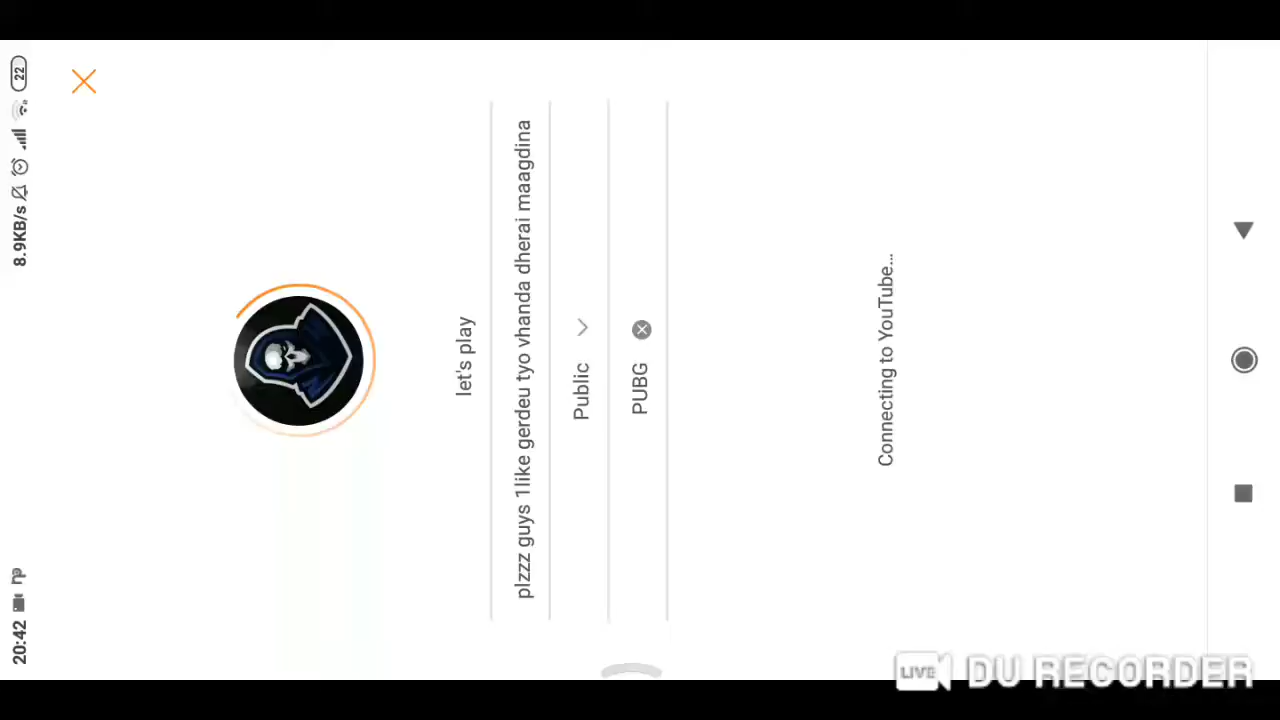 20:42
8.9KB/s
22
let's play
plzzz guys 1like gerdeu tyo vhanda dherai maagdina
Public
PUBG
Connecting to YouTube...
LIVE DU RECORDER